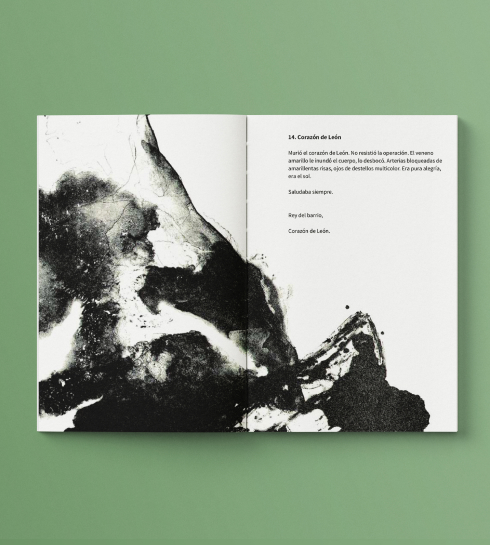 14. Corazón de León
Murió el corazón de León. No resistió la operación. El veneno
amarillo le inundó el cuerpo, lo desbocó. Arterias bloqueadas de
amarillentas risas, ojos de destellos multicolor. Era pura alegría,
era el sol.
Saludaba siempre.
Rey del barrio,
Corazón de León.